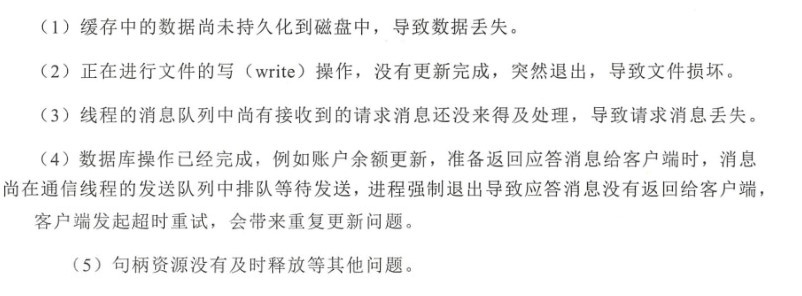 （1）缓存中的数据尚未持久化到磁盘中，导致数据丢失。
（2）正在进行文件的写（write）操作，没有更新完成，突然退出，导致文件损坏。
（3）线程的消息队列中尚有接收到的请求消息还没来得及处理，导致请求消息丢失。
（4）数据库操作已经完成，例如账户余额更新，准备返回应答消息给客户端时，消息
尚在通信线程的发送队列中排队等待发送，进程强制退出导致应答消息没有返回给客户端，
客户端发起超时重试，会带来重复更新问题。
（5）句柄资源没有及时释放等其他问题。